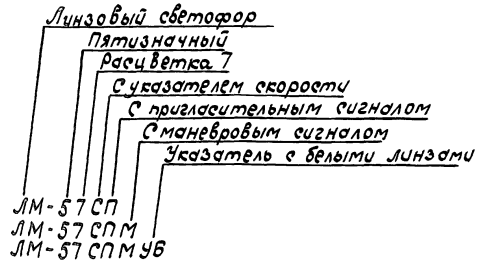 Линзовый светофор
Пятизначный
Расцветка 7
С указателем скорости
С пригласительным сигналом
С маневровым сигналом
Указатель с белыми линзами
ЛМ-57СП
ЛМ-57СПМ
ЛМ-57СПМУБ